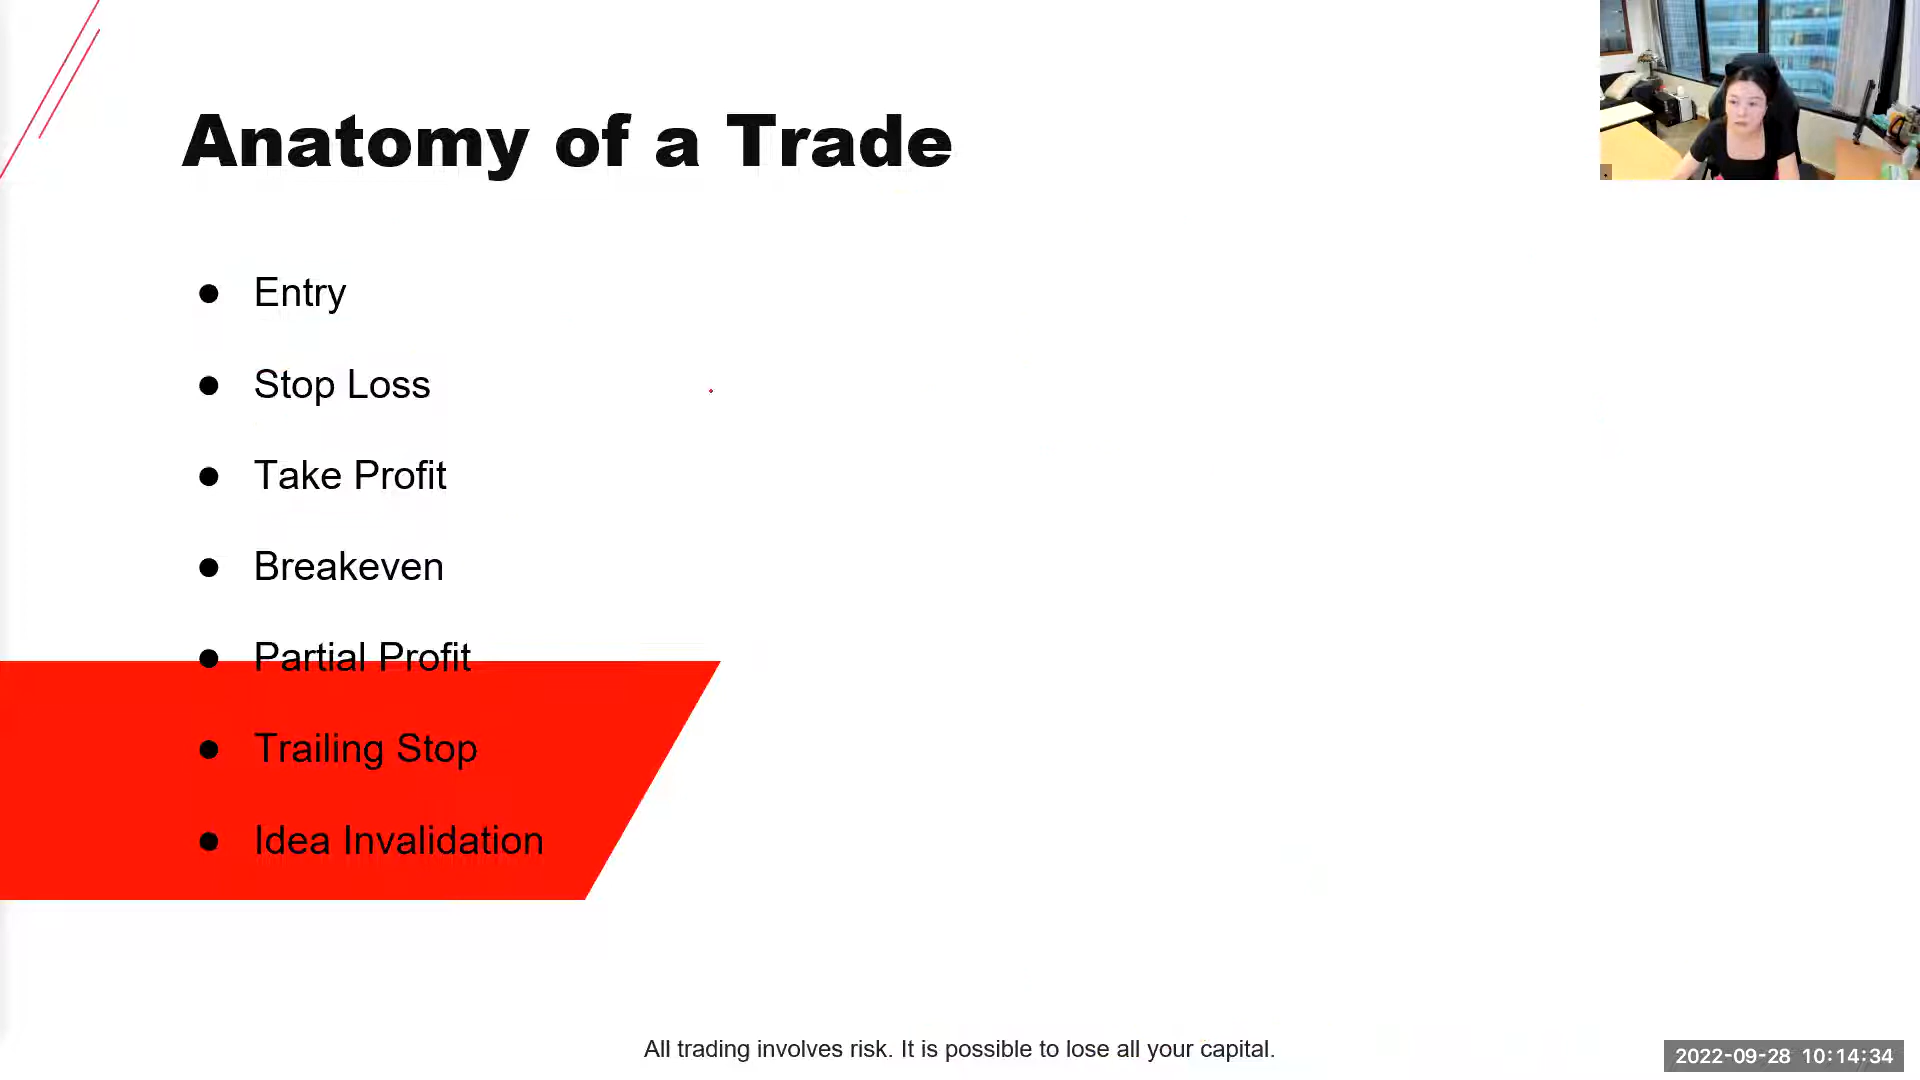 Anatomy of a Trade
● Entry
● Stop Loss
● Take Profit
● Breakeven
● Partial Profit
● Trailing Stop
● Idea Invalidation
All trading involves risk. It is possible to lose all your capital.
2022-09-28 10:14:34